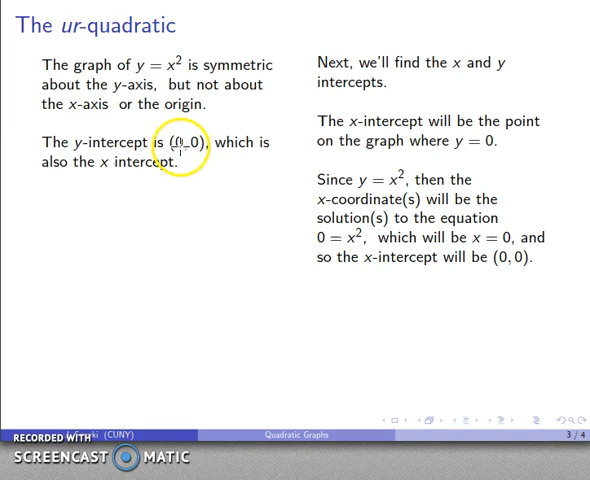 The ur-quadratic
The graph of y = x² is symmetric
about the y-axis, but not about
the x-axis or the origin.
The y-intercept is (0, 0), which is
also the x intercept.
Next, we'll find the x and y
intercepts.
The x-intercept will be the point
on the graph where y = 0.
Since y = x², then the
x-coordinate(s) will be the
solution(s) to the equation
0 = x², which will be x = 0, and
so the x-intercept will be (0, 0).
(CUNY)
Quadratic Graphs
3 / 4
RECORDED WITH
SCREENCAST MATIC